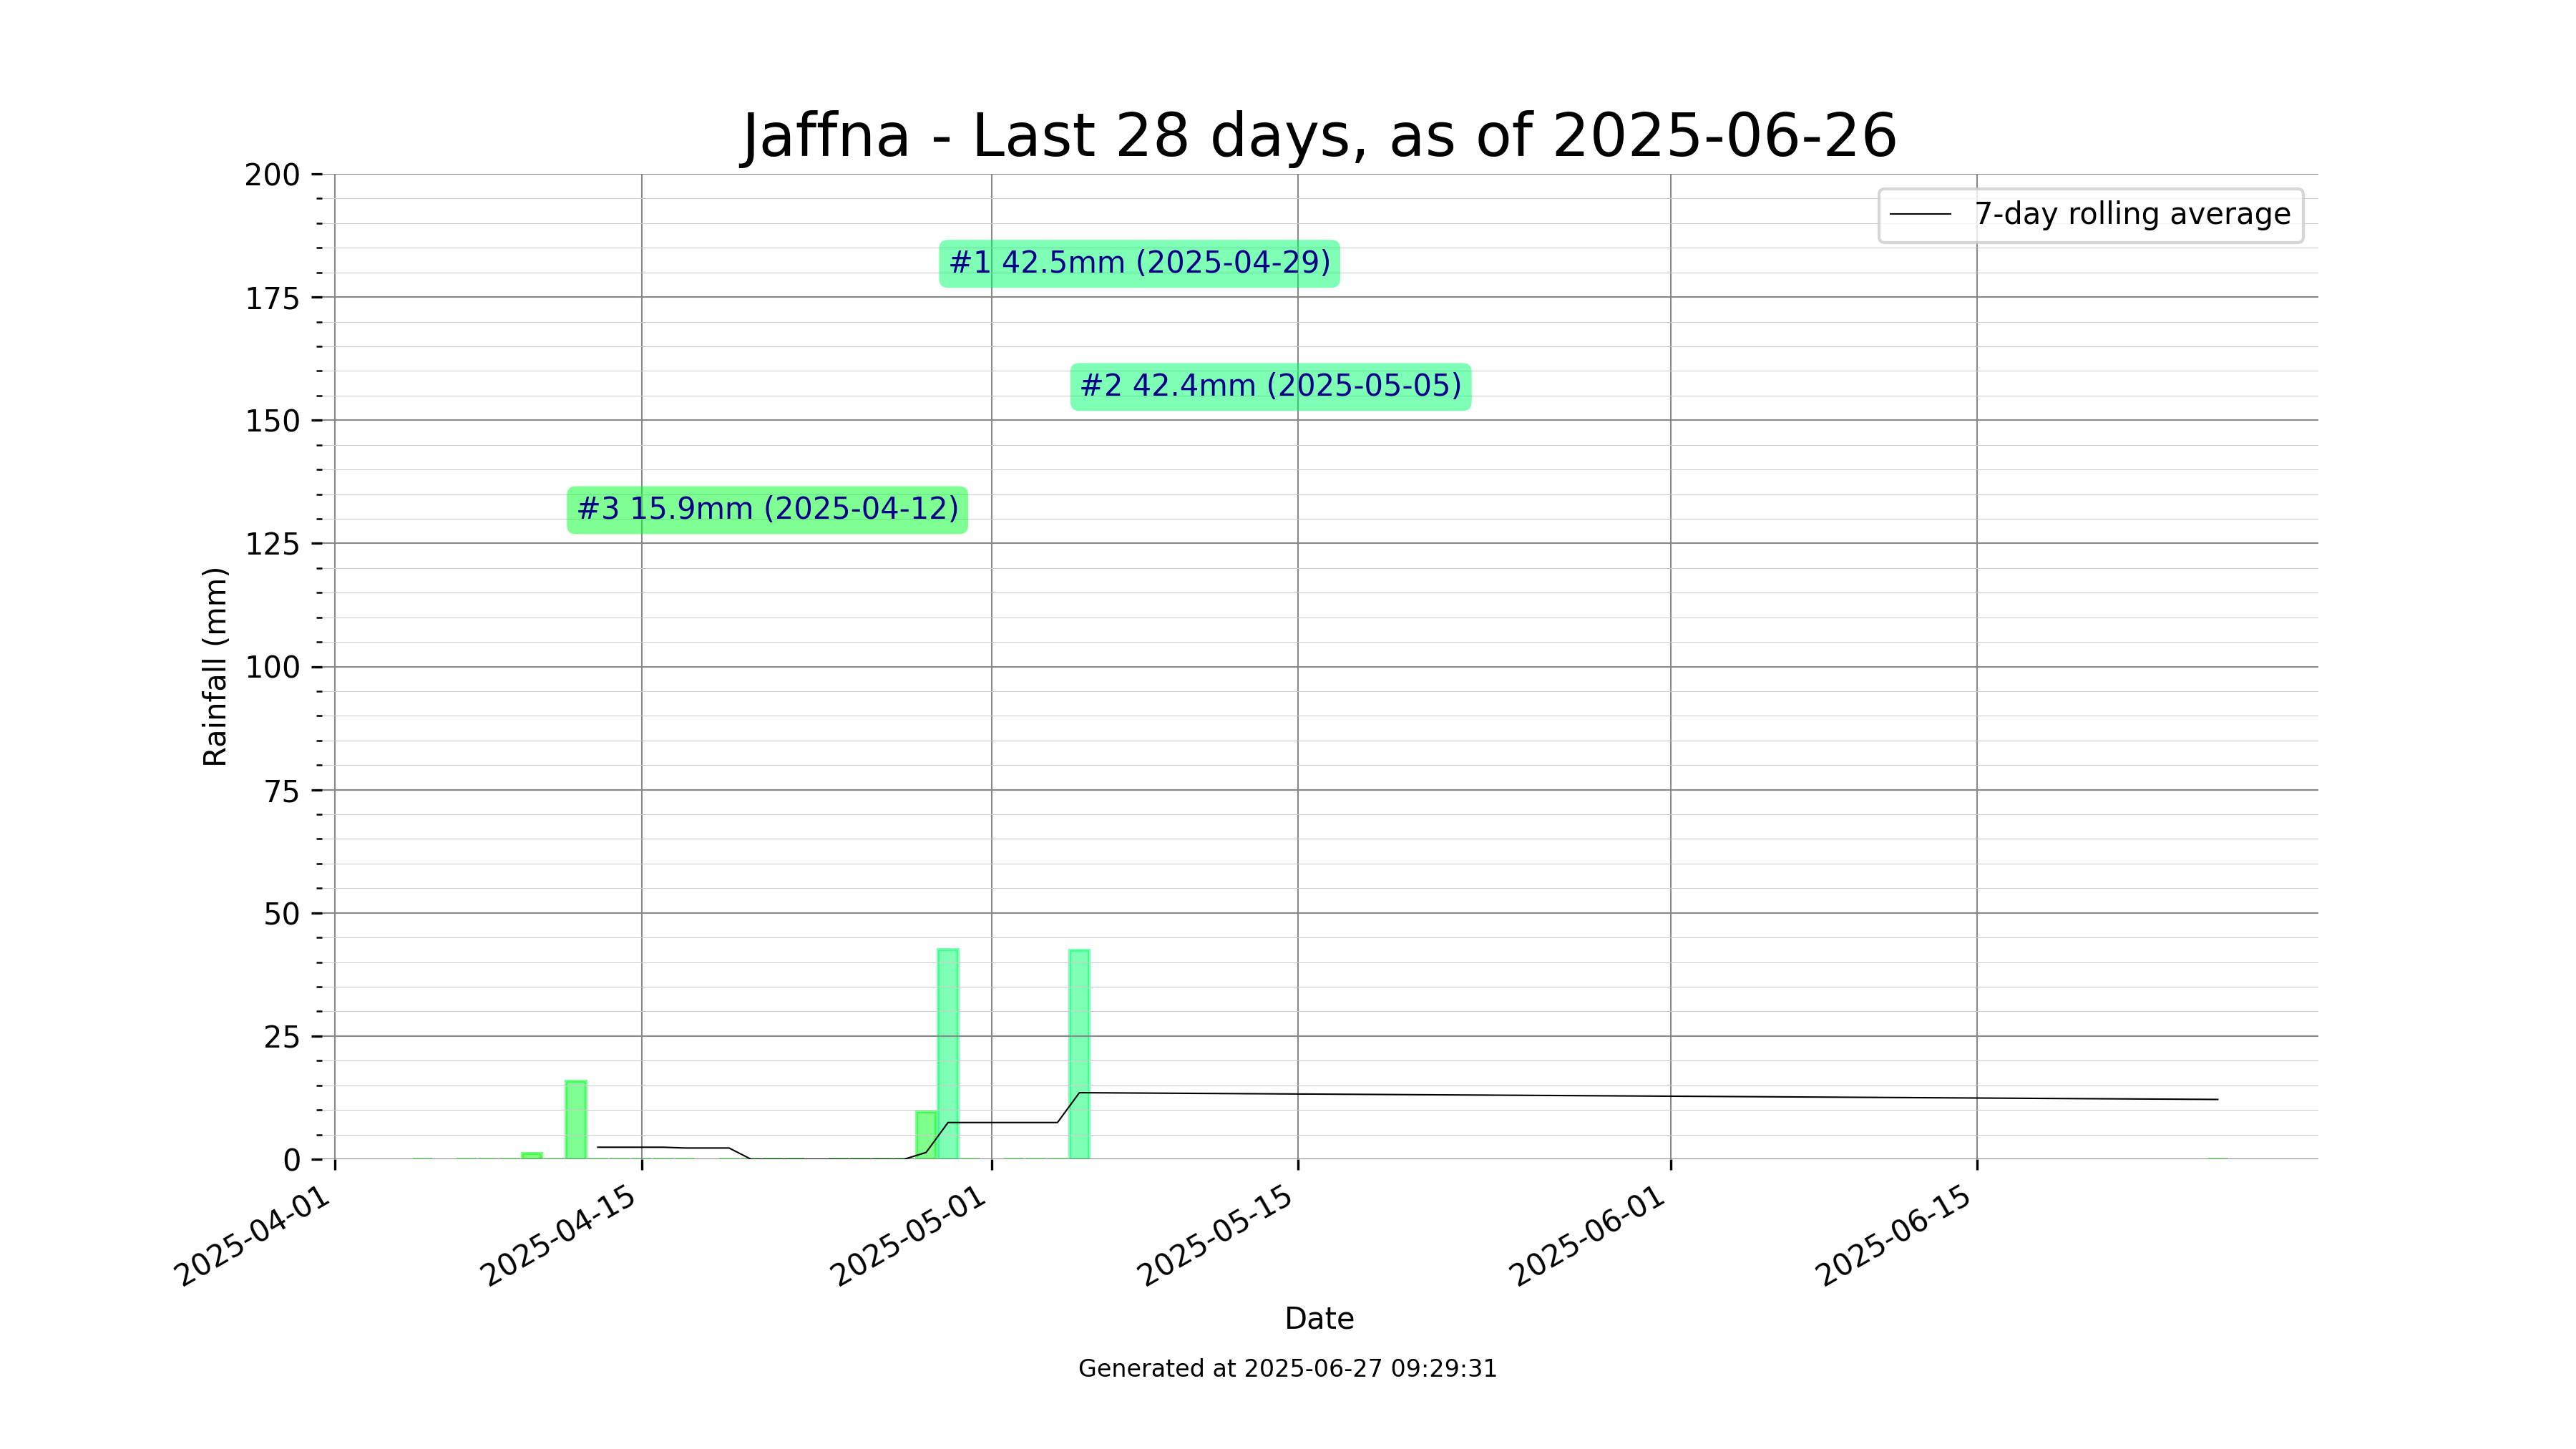 Jaffna - Last 28 days, as of 2025-06-26
7-day rolling average
#1 42.5mm (2025-04-29)
#2 42.4mm (2025-05-05)
#3 15.9mm (2025-04-12)
Rainfall (mm)
200
175
150
125
100
75
50
25
0
2025-04-01
2025-04-15
2025-05-01
2025-05-15
2025-06-01
2025-06-15
Date
Generated at 2025-06-27 09:29:31